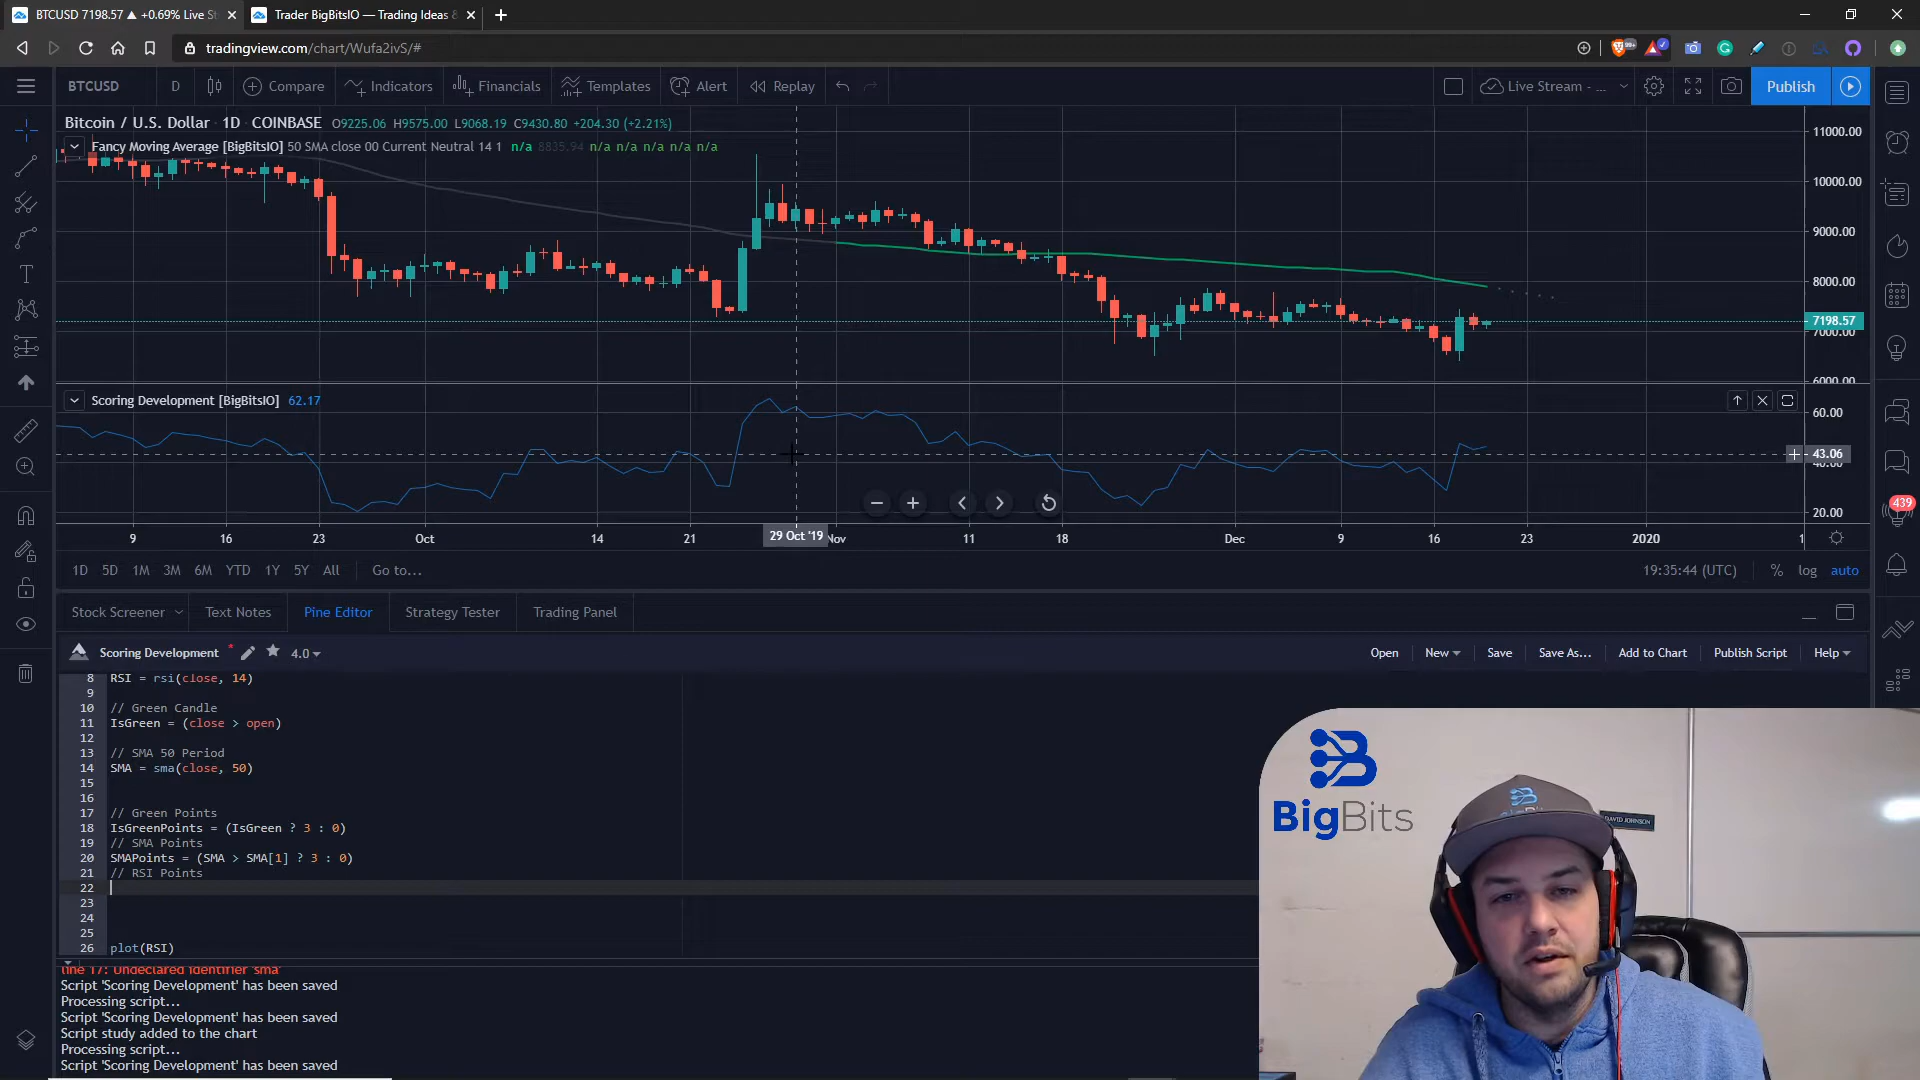 BTCUSD 7198.57 ▲ +0.69% Live St
Trader BigBitsIO — Trading Ideas &
tradingview.com/chart/Wufa2ivS/#
99+
BTCUSD D Compare Indicators Financials Templates Alert Replay Live Stream - ... Publish
Bitcoin / U.S. Dollar · 1D · COINBASE O9225.06 H9575.00 L9068.19 C9430.80 +204.30 (+2.21%)
Fancy Moving Average [BigBitsIO] 50 SMA close 00 Current Neutral 14 1 n/a 8835.94 n/a n/a n/a n/a n/a
11000.00
10000.00
9000.00
8000.00
7198.57
7000.00
6000.00
Scoring Development [BigBitsIO] 62.17
60.00
43.06
40.00
20.00
9 16 23 Oct 14 21 29 Oct '19 Nov 11 18 Dec 9 16 23 2020 1
1D 5D 1M 3M 6M YTD 1Y 5Y All Go to... 19:35:44 (UTC) % log auto
439
Stock Screener Text Notes Pine Editor Strategy Tester Trading Panel
Scoring Development * 4.0 Open New Save Save As... Add to Chart Publish Script Help
8 RSI = rsi(close, 14)
9
10 // Green Candle
11 IsGreen = (close > open)
12
13 // SMA 50 Period
14 SMA = sma(close, 50)
15
16
17 // Green Points
18 IsGreenPoints = (IsGreen ? 3 : 0)
19 // SMA Points
20 SMAPoints = (SMA > SMA[1] ? 3 : 0)
21 // RSI Points
22
23
24
25
26 plot(RSI)
line 17: Undeclared identifier 'sma'
Script 'Scoring Development' has been saved
Processing script...
Script 'Scoring Development' has been saved
Script study added to the chart
Processing script...
Script 'Scoring Development' has been saved
BigBits
DAVID JOHNSON